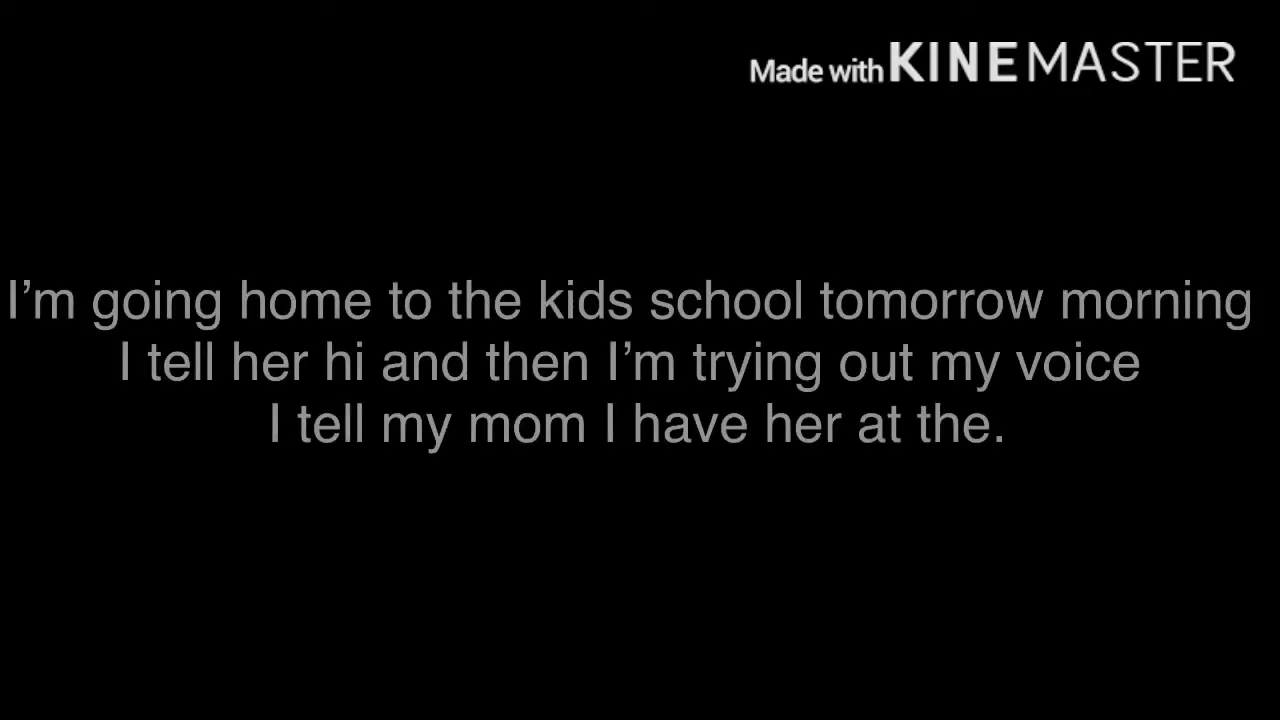 Made with KINEMASTER
I'm going home to the kids school tomorrow morning
I tell her hi and then I'm trying out my voice
I tell my mom I have her at the.